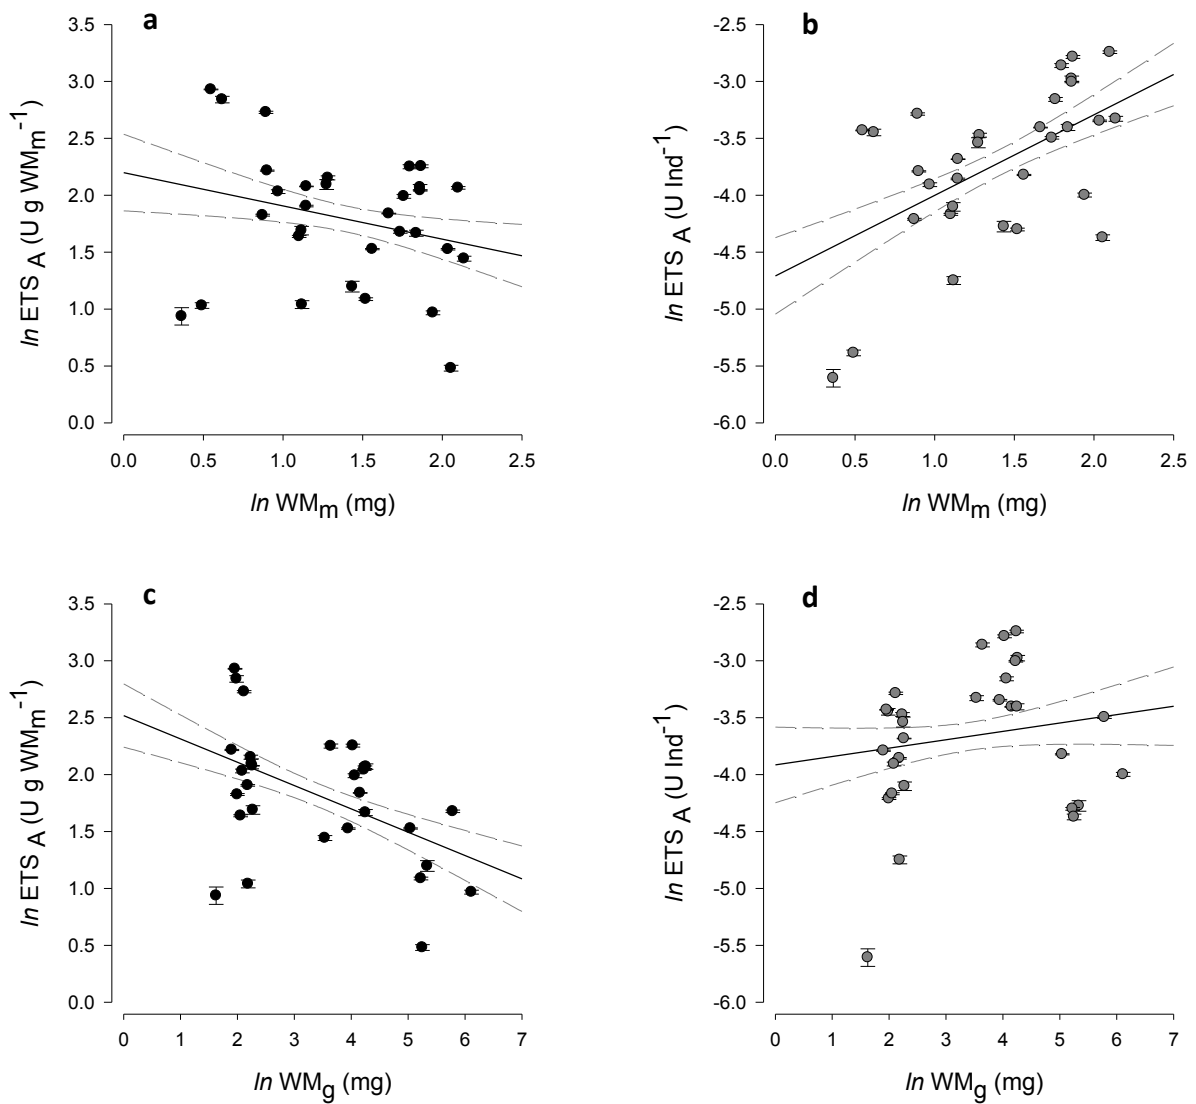 a
3.5
3.0
2.5
2.0
1.5
1.0
0.5
0.0
ln ETS A (U g WMm⁻¹)
0.0 0.5 1.0 1.5 2.0 2.5
ln WMm (mg)
b
-2.5
-3.0
-3.5
-4.0
-4.5
-5.0
-5.5
-6.0
ln ETS A (U Ind⁻¹)
0.0 0.5 1.0 1.5 2.0 2.5
ln WMm (mg)
c
3.5
3.0
2.5
2.0
1.5
1.0
0.5
0.0
ln ETS A (U g WMm⁻¹)
0 1 2 3 4 5 6 7
ln WMg (mg)
d
-2.5
-3.0
-3.5
-4.0
-4.5
-5.0
-5.5
-6.0
ln ETS A (U Ind⁻¹)
0 1 2 3 4 5 6 7
ln WMg (mg)